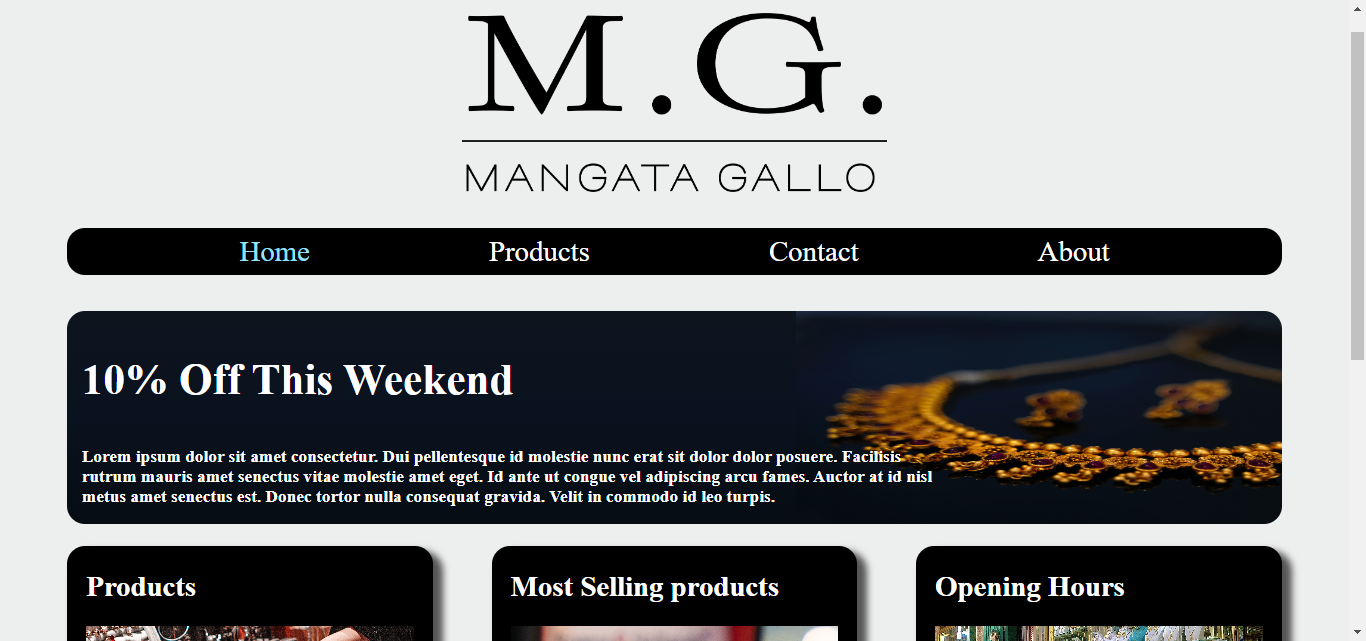 M.G.
MANGATA GALLO
Home Products Contact About
10% Off This Weekend
Lorem ipsum dolor sit amet consectetur. Dui pellentesque id molestie nunc erat sit dolor dolor posuere. Facilisis
rutrum mauris amet senectus vitae molestie amet eget. Id ante ut congue vel adipiscing arcu fames. Auctor at id nisl
metus amet senectus est. Donec tortor nulla consequat gravida. Velit in commodo id leo turpis.
Products
Most Selling products
Opening Hours